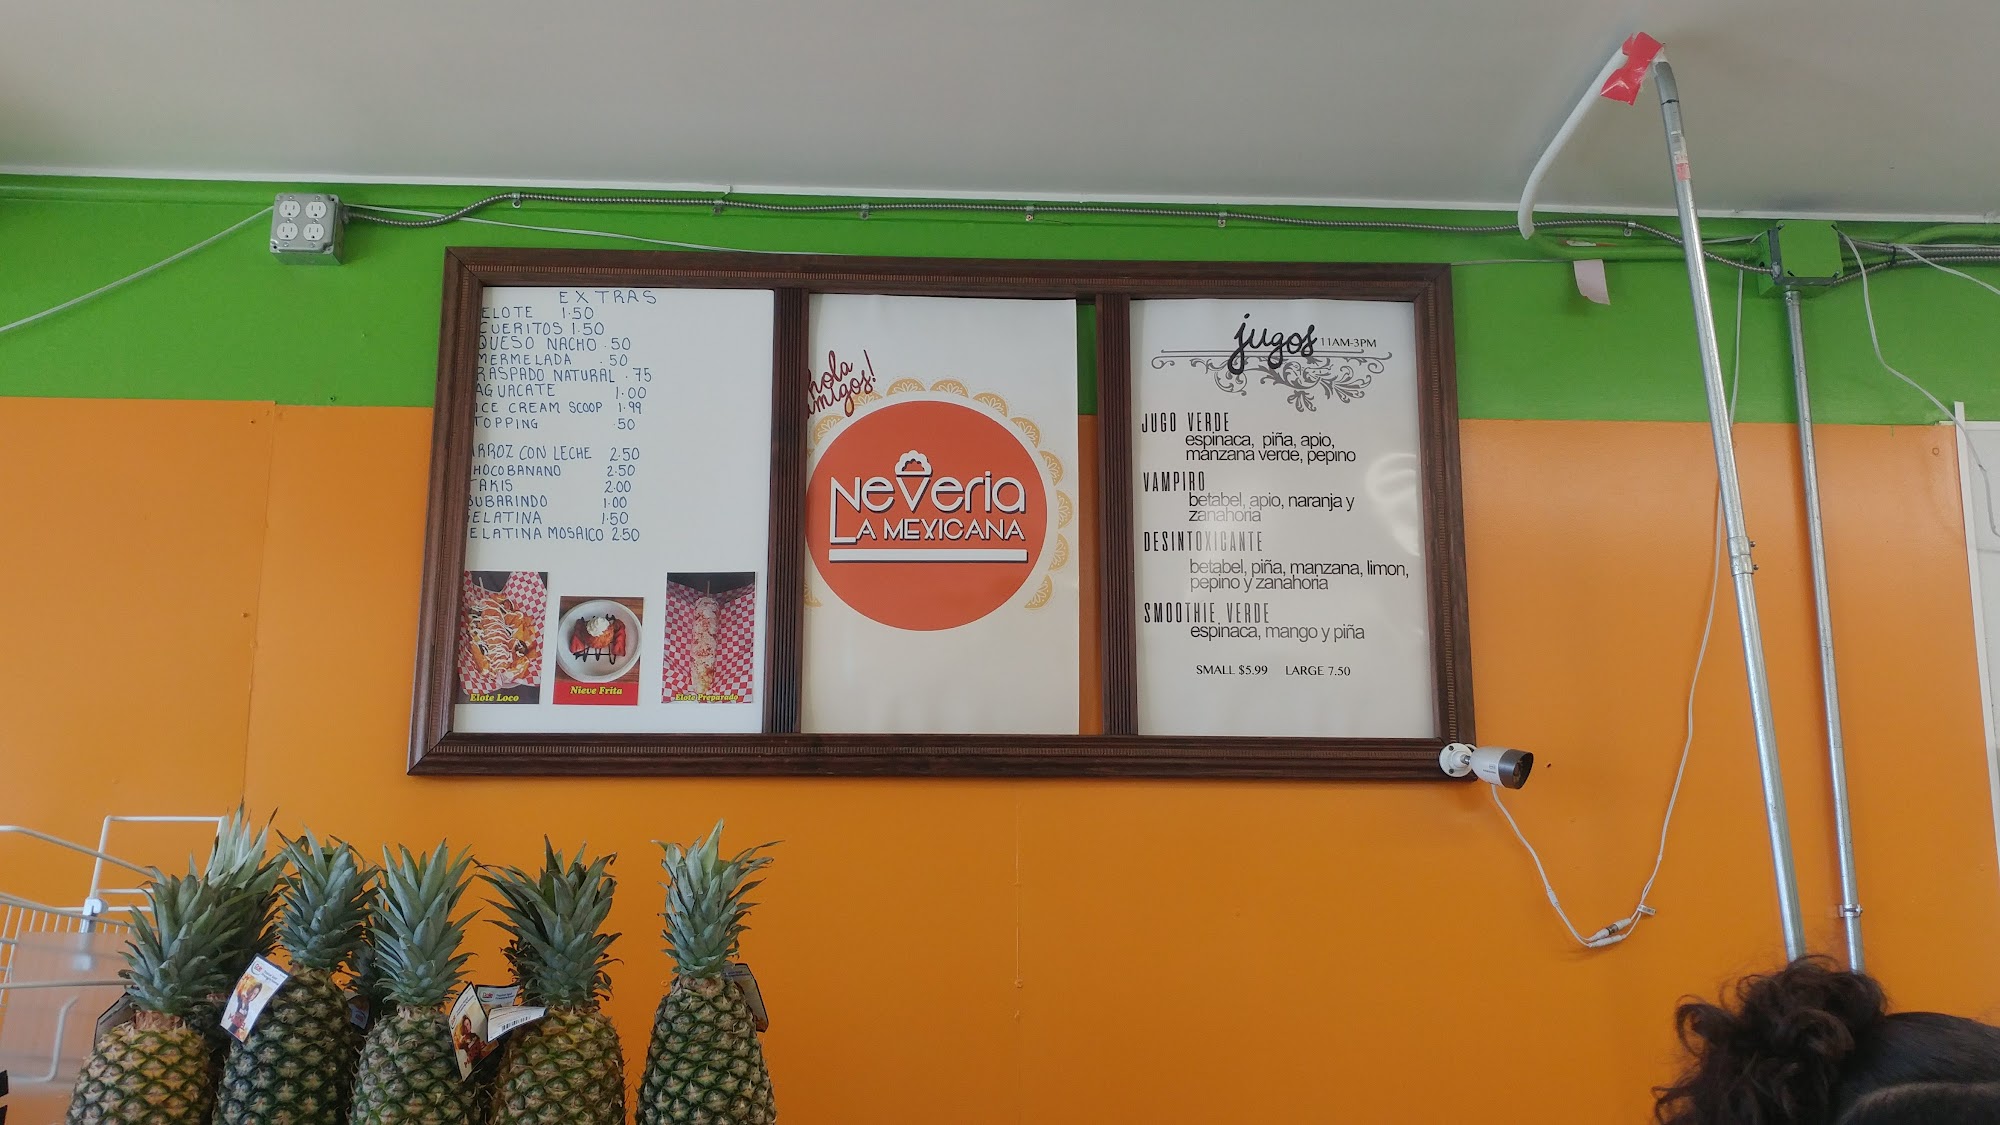 EXTRAS
ELOTE 1.50
CUERITOS 1.50
QUESO NACHO .50
MERMELADA .50
RASPADO NATURAL .75
AGUACATE 1.00
ICE CREAM SCOOP 1.99
TOPPING .50
ARROZ CON LECHE 2.50
CHOCOBANANO 2.50
TAKIS 2.00
BUBARINDO 1.00
GELATINA 1.50
GELATINA MOSAICO 2.50
Elote Loco
Nieve Frita
Elote Preparado
hola
amigos!
Neveria
LA MEXICANA
jugos 11AM-3PM
JUGO VERDE
espinaca, piña, apio,
manzana verde, pepino
VAMPIRO
betabel, apio, naranja y
zanahoria
DESINTOXICANTE
betabel, piña, manzana, limon,
pepino y zanahoria
SMOOTHIE VERDE
espinaca, mango y piña
SMALL $5.99 LARGE 7.50